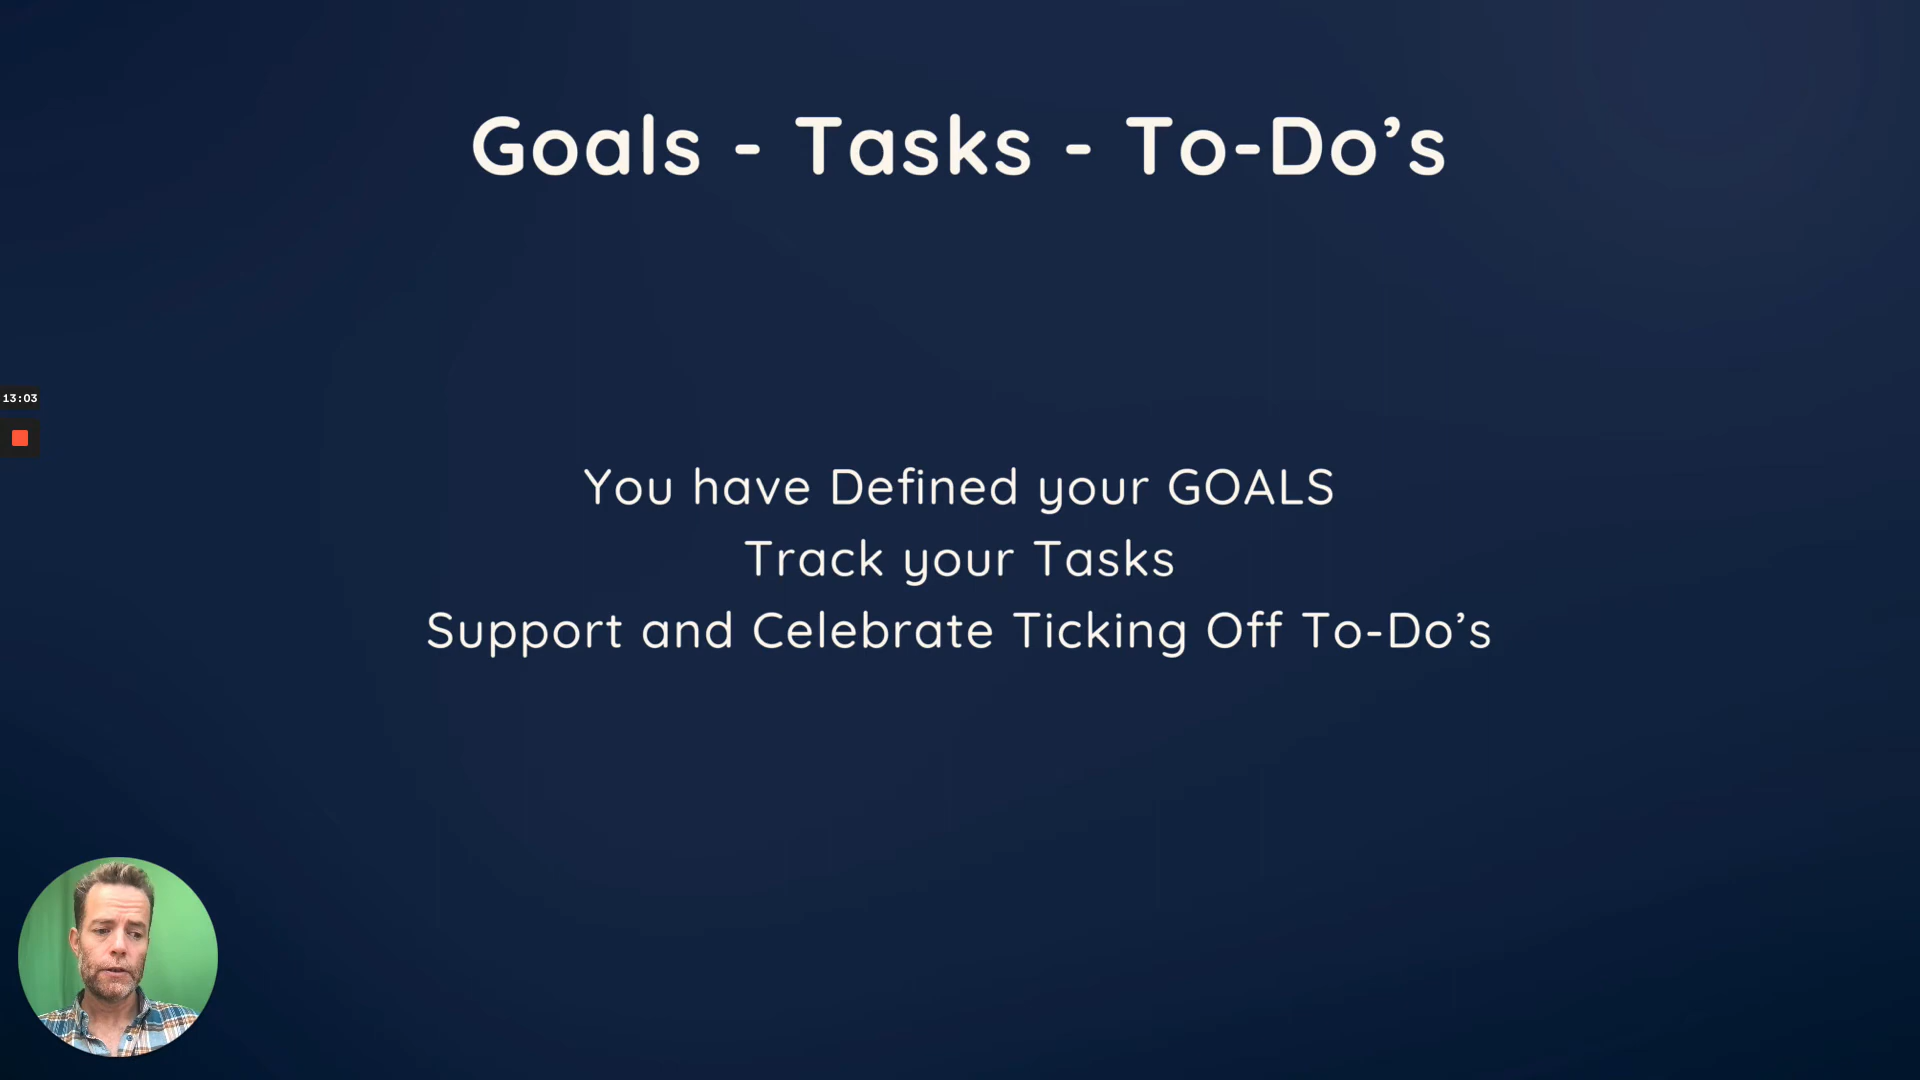 Goals - Tasks - To-Do’s
13:03
You have Defined your GOALS
Track your Tasks
Support and Celebrate Ticking Off To-Do’s